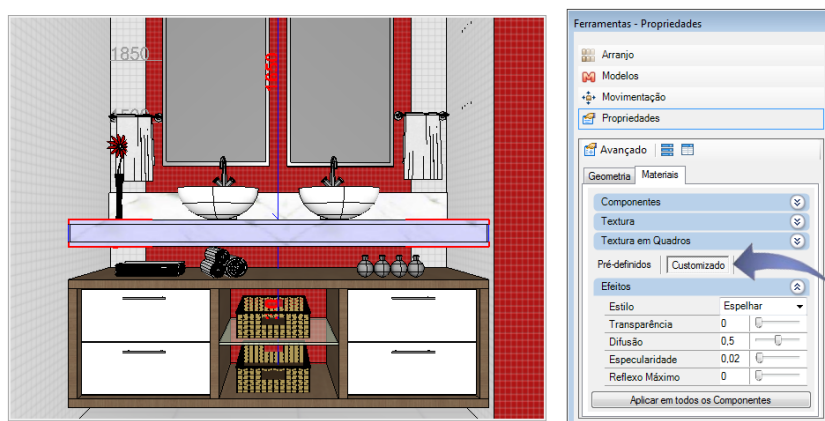 1850
Ferramentas - Propriedades
Arranjo
Modelos
Movimentação
Propriedades
Avançado
Geometria Materiais
Componentes
Textura
Textura em Quadros
Pré-definidos Customizado
Efeitos
Estilo Espelhar
Transparência 0
Difusão 0,5
Especularidade 0,02
Reflexo Máximo 0
Aplicar em todos os Componentes